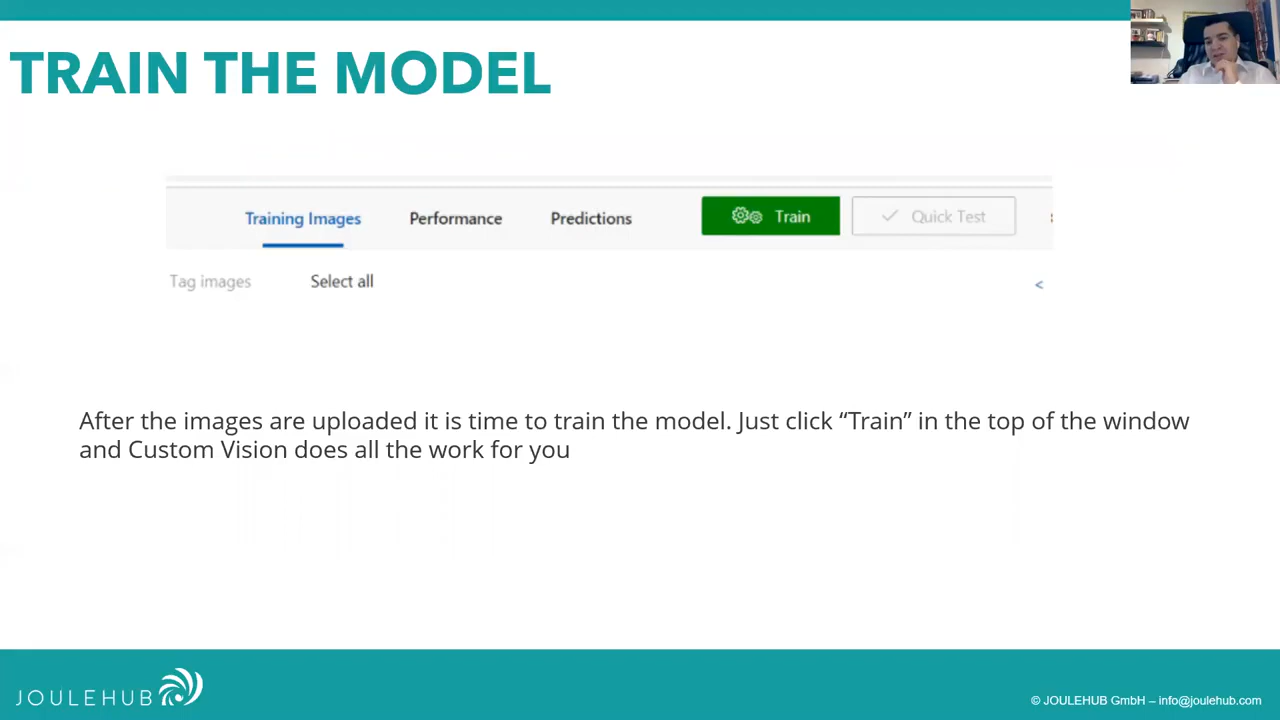 TRAIN THE MODEL
Training Images Performance Predictions Train Quick Test
Tag images Select all <
After the images are uploaded it is time to train the model. Just click “Train” in the top of the window
and Custom Vision does all the work for you
JOULEHUB
© JOULEHUB GmbH – info@joulehub.com